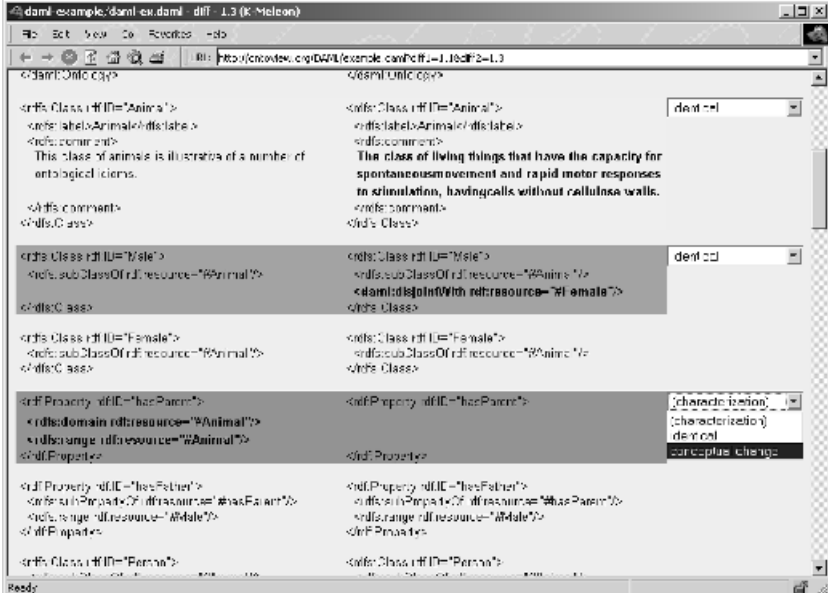 daml-example/daml-ex.daml - diff - 1.3 (K-Meleon)
File Edit View Go Favorites Help
URL: http://ontoview.org/DAML/example.daml?diff1=1.1&diff2=1.3
</daml:Ontology> </daml:Ontology>
<rdfs:Class rdf:ID="Animal"> <rdfs:Class rdf:ID="Animal"> identical
<rdfs:label>Animal</rdfs:label> <rdfs:label>Animal</rdfs:label>
<rdfs:comment> <rdfs:comment>
This class of animals is illustrative of a number of The class of living things that have the capacity for
ontological idioms. spontaneousmovement and rapid motor responses
to stimulation, havingcells without cellulose walls.
</rdfs:comment> </rdfs:comment>
</rdfs:Class> </rdfs:Class>
<rdfs:Class rdf:ID="Male"> <rdfs:Class rdf:ID="Male"> identical
<rdfs:subClassOf rdf:resource="#Animal"/> <rdfs:subClassOf rdf:resource="#Animal"/>
<daml:disjointWith rdf:resource="#Female"/>
</rdfs:Class> </rdfs:Class>
<rdfs:Class rdf:ID="Female"> <rdfs:Class rdf:ID="Female">
<rdfs:subClassOf rdf:resource="#Animal"/> <rdfs:subClassOf rdf:resource="#Animal"/>
</rdfs:Class> </rdfs:Class>
<rdf:Property rdf:ID="hasParent"> <rdf:Property rdf:ID="hasParent"> (characterization)
<rdfs:domain rdf:resource="#Animal"/> (characterization)
<rdfs:range rdf:resource="#Animal"/> identical
</rdf:Property> </rdf:Property> conceptual change
<rdf:Property rdf:ID="hasFather"> <rdf:Property rdf:ID="hasFather">
<rdfs:subPropertyOf rdf:resource="#hasParent"/> <rdfs:subPropertyOf rdf:resource="#hasParent"/>
<rdfs:range rdf:resource="#Male"/> <rdfs:range rdf:resource="#Male"/>
</rdf:Property> </rdf:Property>
<rdfs:Class rdf:ID="Person"> <rdfs:Class rdf:ID="Person">
Ready